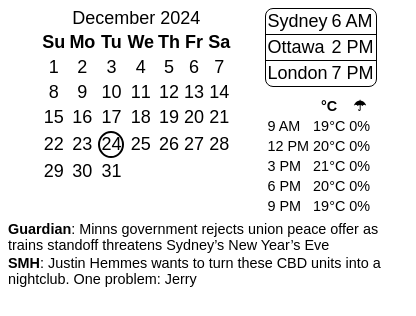 December 2024
Su Mo Tu We Th Fr Sa
1 2 3 4 5 6 7
8 9 10 11 12 13 14
15 16 17 18 19 20 21
22 23 24 25 26 27 28
29 30 31
Sydney 6 AM
Ottawa 2 PM
London 7 PM
°C ☂
9 AM 19°C 0%
12 PM 20°C 0%
3 PM 21°C 0%
6 PM 20°C 0%
9 PM 19°C 0%
Guardian: Minns government rejects union peace offer as
trains standoff threatens Sydney’s New Year’s Eve
SMH: Justin Hemmes wants to turn these CBD units into a
nightclub. One problem: Jerry